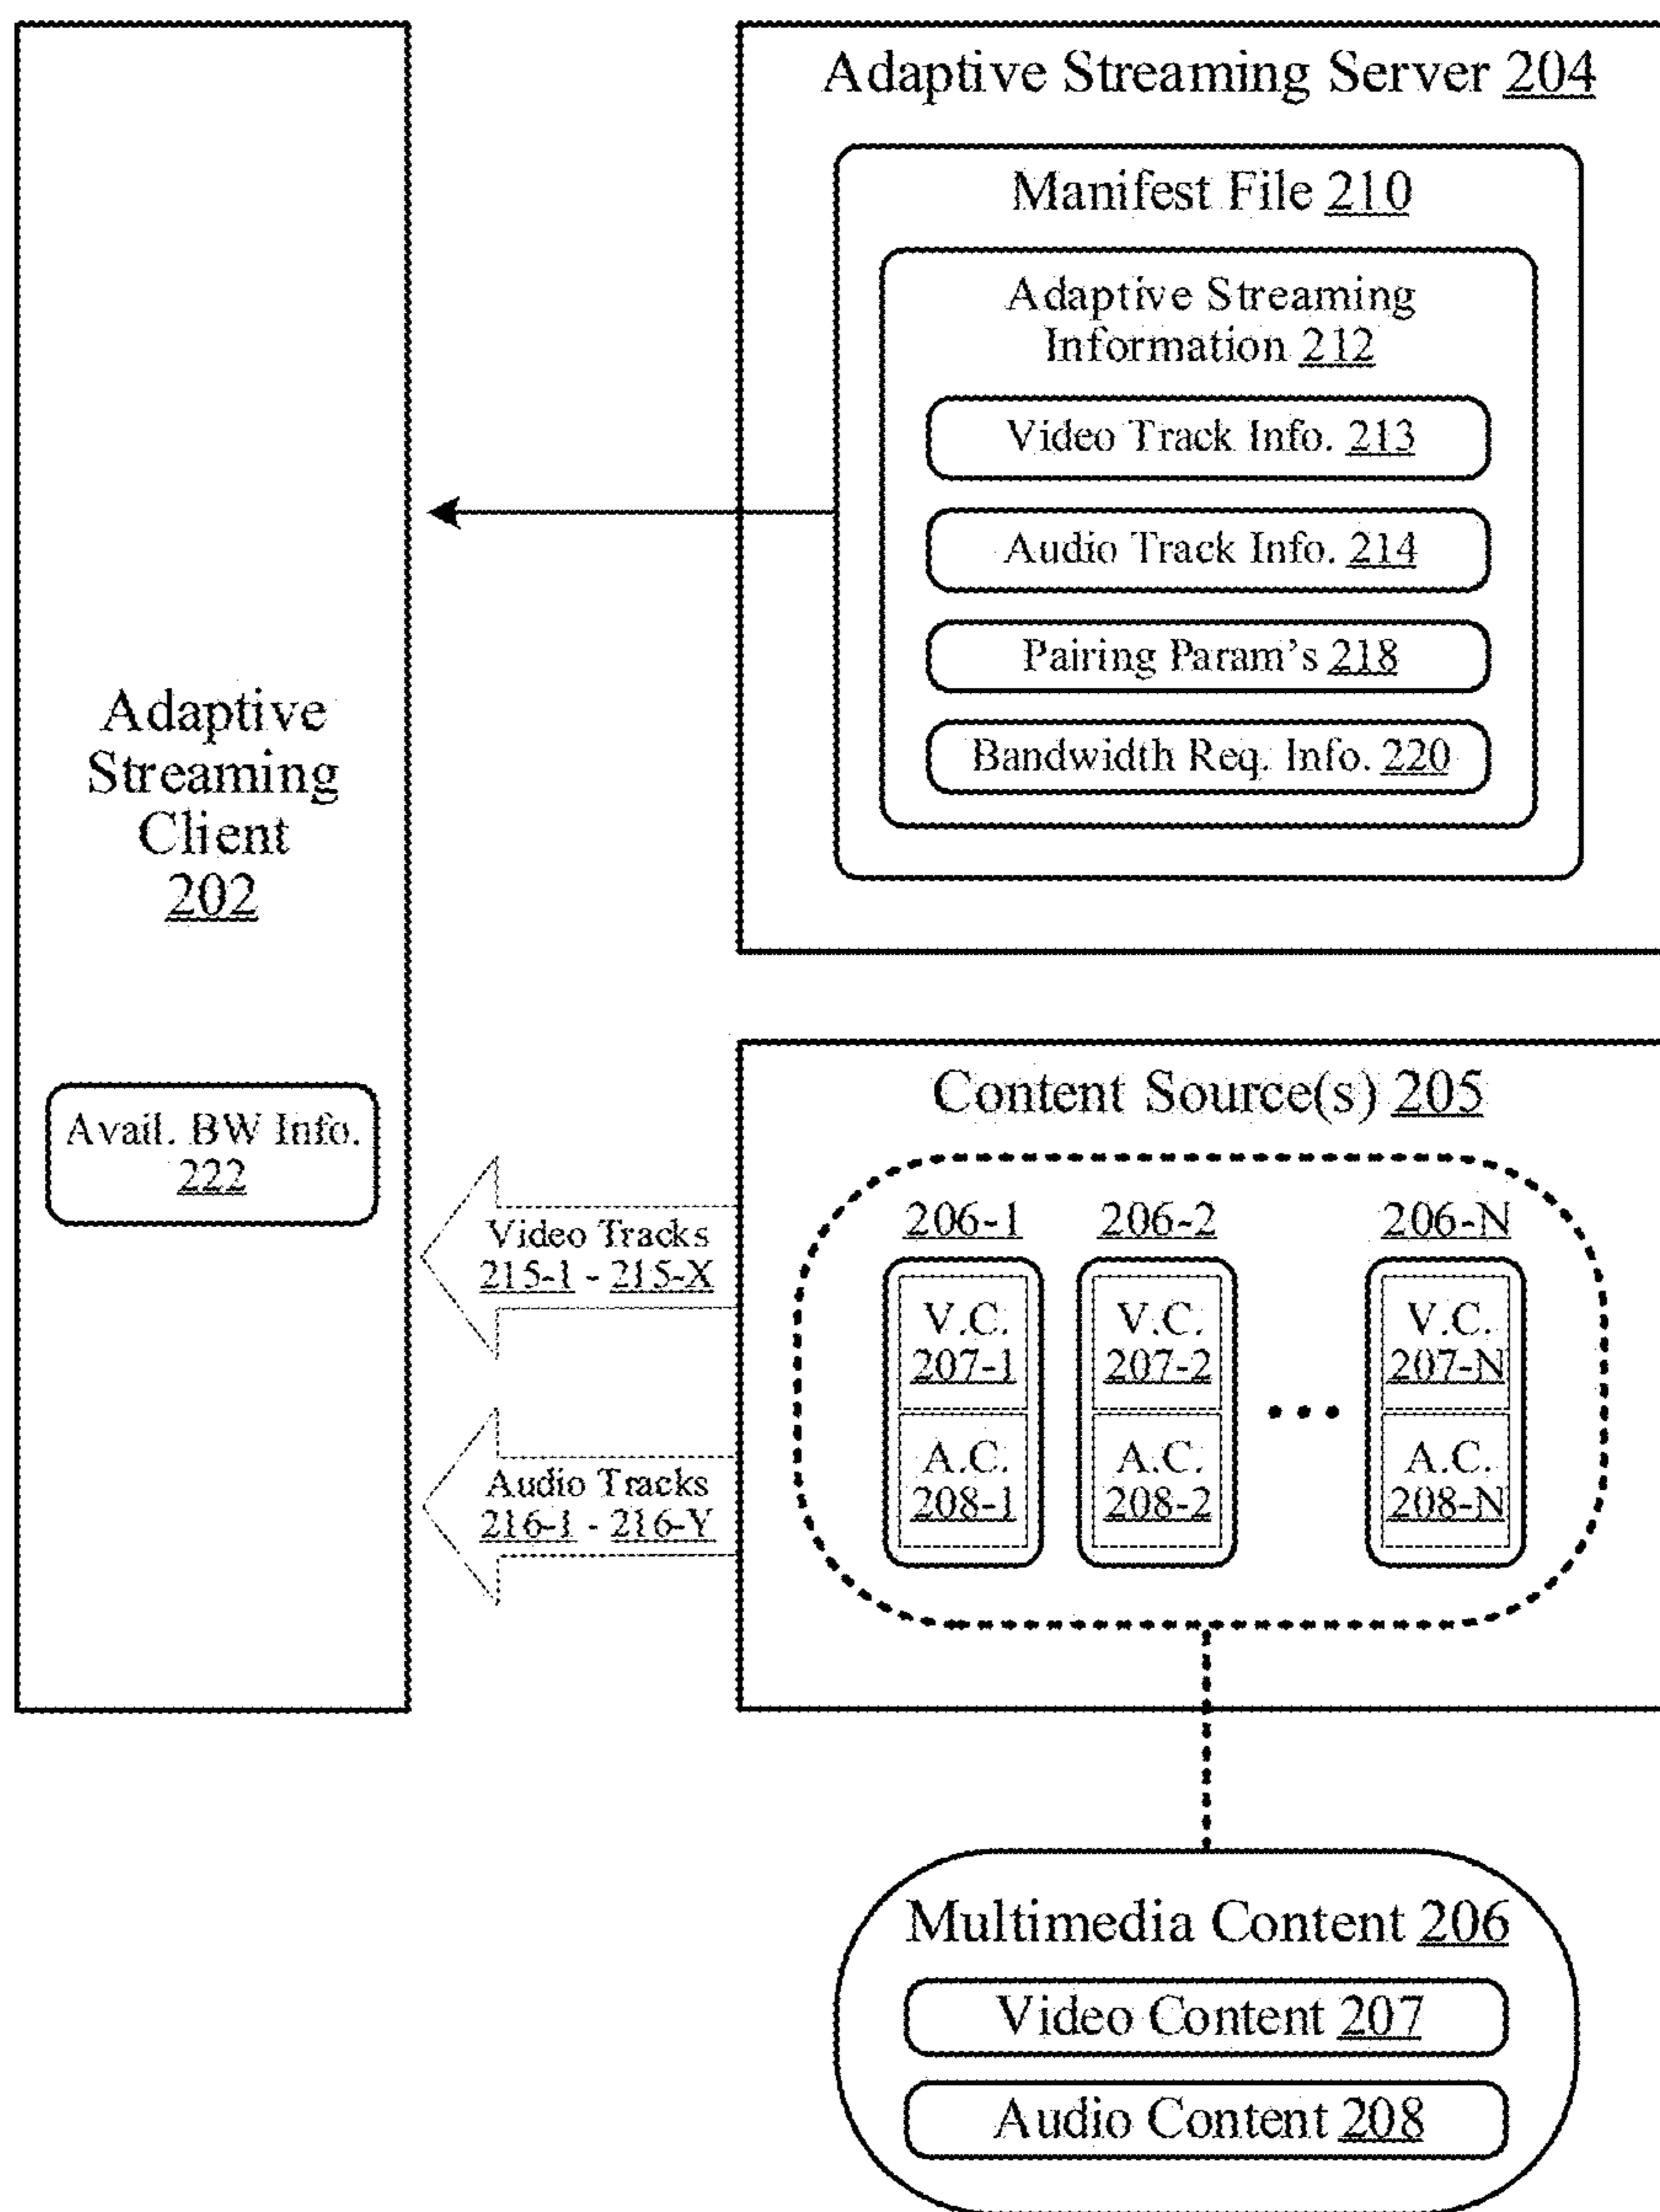 Adaptive Streaming Server 204
Manifest File 210
Adaptive Streaming
Information 212
Video Track Info. 213
Audio Track Info. 214
Pairing Param's 218
Bandwidth Req. Info. 220
Adaptive
Streaming
Client
202
Avail. BW Info.
222
Video Tracks
215-1 - 215-X
Audio Tracks
216-1 - 216-Y
Content Source(s) 205
206-1 206-2 206-N
V.C. V.C. V.C.
207-1 207-2 ... 207-N
A.C. A.C. A.C.
208-1 208-2 208-N
Multimedia Content 206
Video Content 207
Audio Content 208